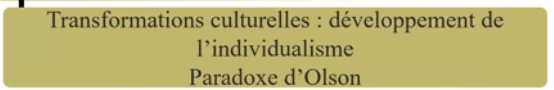 Transformations culturelles : développement de
l’individualisme
Paradoxe d’Olson